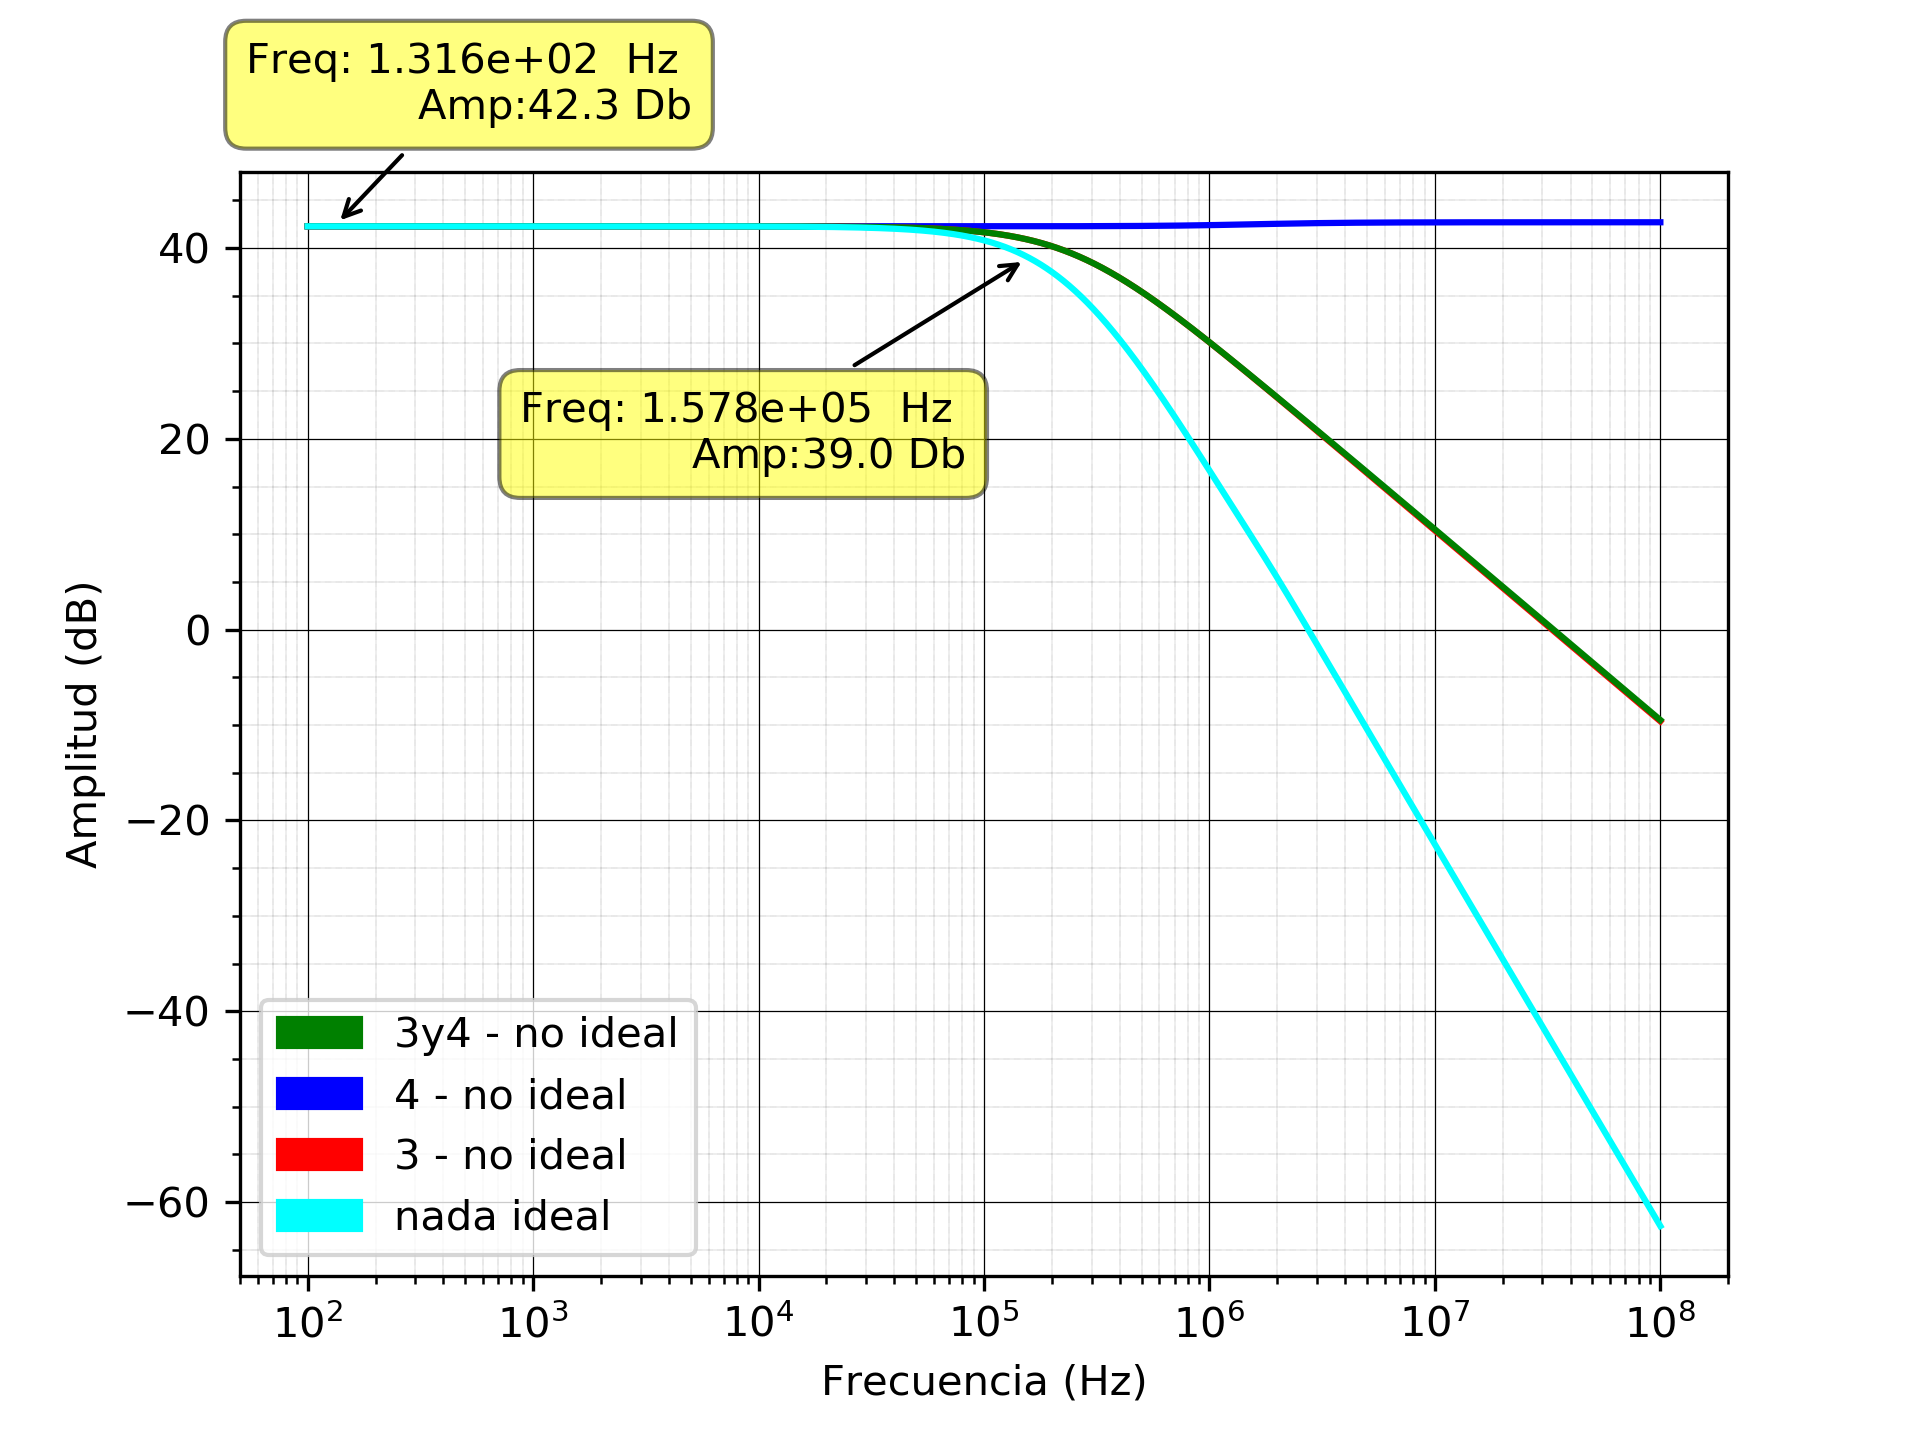 Freq: 1.316e+02  Hz
Amp:42.3 Db
Freq: 1.578e+05  Hz
Amp:39.0 Db
Amplitud (dB)
40
20
0
−20
−40
−60
3y4 - no ideal
4 - no ideal
3 - no ideal
nada ideal
10² 10³ 10⁴ 10⁵ 10⁶ 10⁷ 10⁸
Frecuencia (Hz)